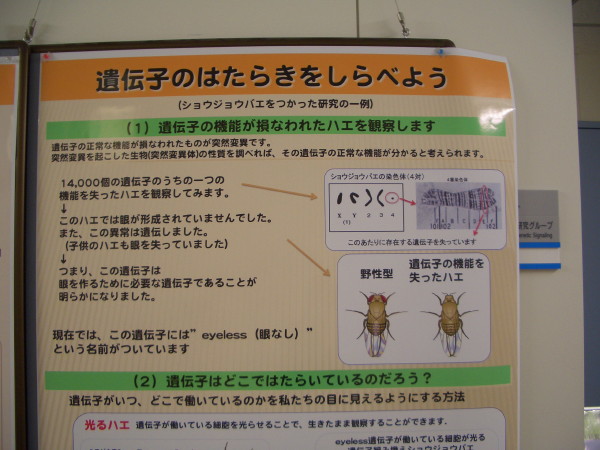 遺伝子のはたらきをしらべよう
(ショウジョウバエをつかった研究の一例)
(1)遺伝子の機能が損なわれたハエを観察します
遺伝子の正常な機能が損なわれたものが突然変異です。
突然変異を起こした生物(突然変異体)の性質を調べれば、その遺伝子の正常な機能が分かると考えられます。
14,000個の遺伝子のうちの一つの
機能を失ったハエを観察してみます。
↓
このハエでは眼が形成されていませんでした。
また、この異常は遺伝しました。
(子供のハエも眼を失っていました)
↓
つまり、この遺伝子は
眼を作るために必要な遺伝子であることが
明らかになりました。
現在では、この遺伝子には”eyeless(眼なし)”
という名前がついています
ショウジョウバエの染色体(4対)
X Y 2 3 4
(1)
4番染色体
このあたりに存在する遺伝子を失っています
野性型
遺伝子の機能を
失ったハエ
(2)遺伝子はどこではたらいているのだろう?
遺伝子がいつ、どこで働いているのかを私たちの目に見えるようにする方法
光るハエ 遺伝子が働いている細胞を光らせることで、生きたまま観察することができます。
eyeless遺伝子が働いている細胞が光る
研究グループ
Signaling